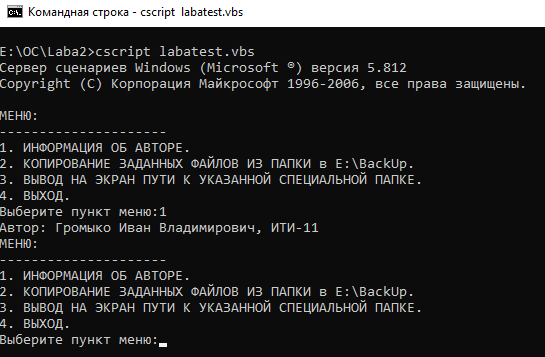 Командная строка - cscript labatest.vbs
E:\ОС\Laba2>cscript labatest.vbs
Сервер сценариев Windows (Microsoft ®) версия 5.812
Copyright (C) Корпорация Майкрософт 1996-2006, все права защищены.
МЕНЮ:
---------------------
1. ИНФОРМАЦИЯ ОБ АВТОРЕ.
2. КОПИРОВАНИЕ ЗАДАННЫХ ФАЙЛОВ ИЗ ПАПКИ в E:\BackUp.
3. ВЫВОД НА ЭКРАН ПУТИ К УКАЗАННОЙ СПЕЦИАЛЬНОЙ ПАПКЕ.
4. ВЫХОД.
Выберите пункт меню:1
Автор: Громыко Иван Владимирович, ИТИ-11
МЕНЮ:
---------------------
1. ИНФОРМАЦИЯ ОБ АВТОРЕ.
2. КОПИРОВАНИЕ ЗАДАННЫХ ФАЙЛОВ ИЗ ПАПКИ в E:\BackUp.
3. ВЫВОД НА ЭКРАН ПУТИ К УКАЗАННОЙ СПЕЦИАЛЬНОЙ ПАПКЕ.
4. ВЫХОД.
Выберите пункт меню: